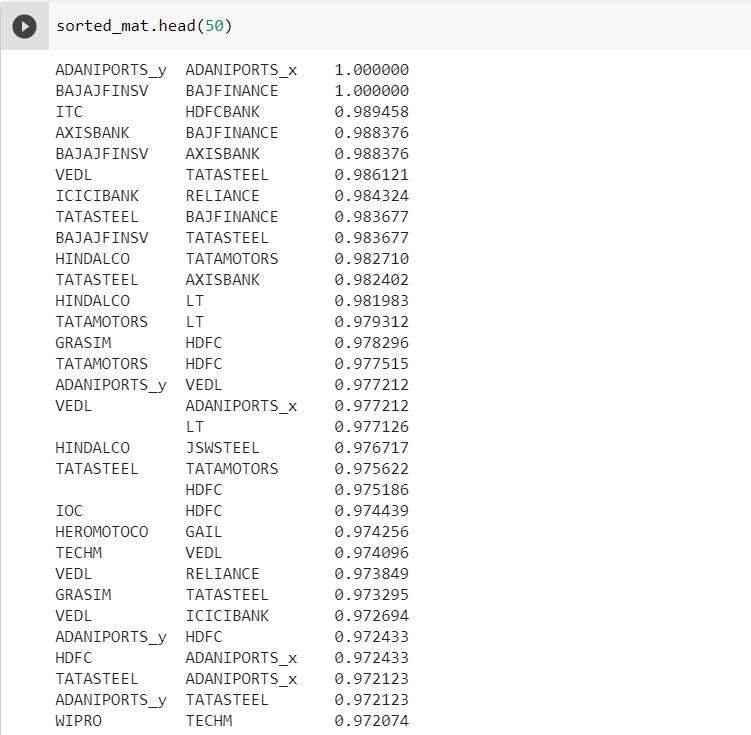 sorted_mat.head(50)
ADANIPORTS_y ADANIPORTS_x 1.000000
BAJAJFINSV BAJFINANCE 1.000000
ITC HDFCBANK 0.989458
AXISBANK BAJFINANCE 0.988376
BAJAJFINSV AXISBANK 0.988376
VEDL TATASTEEL 0.986121
ICICIBANK RELIANCE 0.984324
TATASTEEL BAJFINANCE 0.983677
BAJAJFINSV TATASTEEL 0.983677
HINDALCO TATAMOTORS 0.982710
TATASTEEL AXISBANK 0.982402
HINDALCO LT 0.981983
TATAMOTORS LT 0.979312
GRASIM HDFC 0.978296
TATAMOTORS HDFC 0.977515
ADANIPORTS_y VEDL 0.977212
VEDL ADANIPORTS_x 0.977212
LT 0.977126
HINDALCO JSWSTEEL 0.976717
TATASTEEL TATAMOTORS 0.975622
HDFC 0.975186
IOC HDFC 0.974439
HEROMOTOCO GAIL 0.974256
TECHM VEDL 0.974096
VEDL RELIANCE 0.973849
GRASIM TATASTEEL 0.973295
VEDL ICICIBANK 0.972694
ADANIPORTS_y HDFC 0.972433
HDFC ADANIPORTS_x 0.972433
TATASTEEL ADANIPORTS_x 0.972123
ADANIPORTS_y TATASTEEL 0.972123
WIPRO TECHM 0.972074